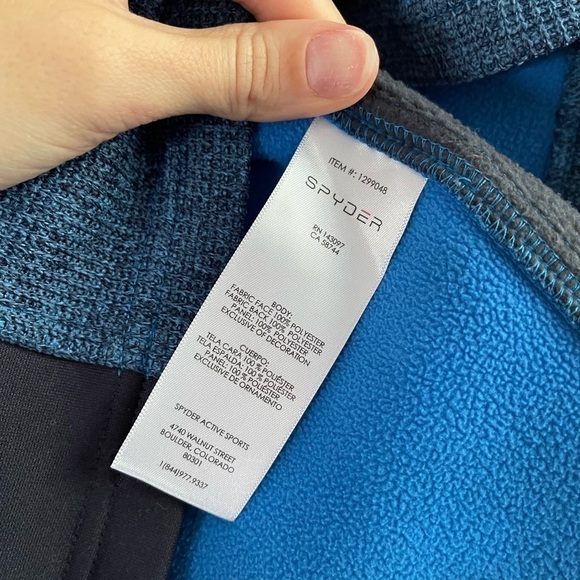 ITEM #: 1299048
SPYDER
RN 143097
CA 58744
BODY:
FABRIC FACE 100% POLYESTER
FABRIC BACK 100% POLYESTER
PANEL: 100% POLYESTER
EXCLUSIVE OF DECORATION
CUERPO:
TELA CARA 100 % POLIÉSTER
TELA ESPALDA: 100 % POLIÉSTER
PANEL: 100 % POLIÉSTER
EXCLUSIVE DE ORNAMENTO
SPYDER ACTIVE SPORTS
4740 WALNUT STREET
BOULDER, COLORADO
80301
1(844)977.9337